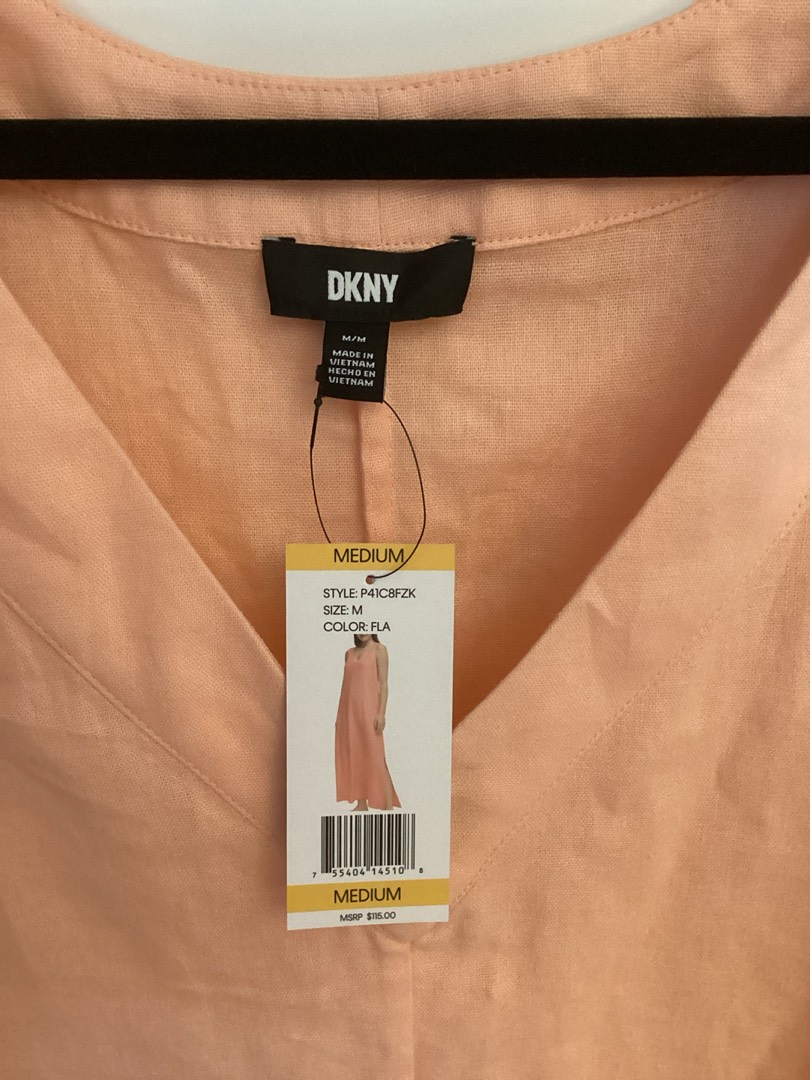 DKNY
M/M
MADE IN
VIETNAM
HECHO EN
VIETNAM
MEDIUM
STYLE: P41C8FZK
SIZE: M
COLOR: FLA
7 55404 14510 8
MEDIUM
MSRP $115.00